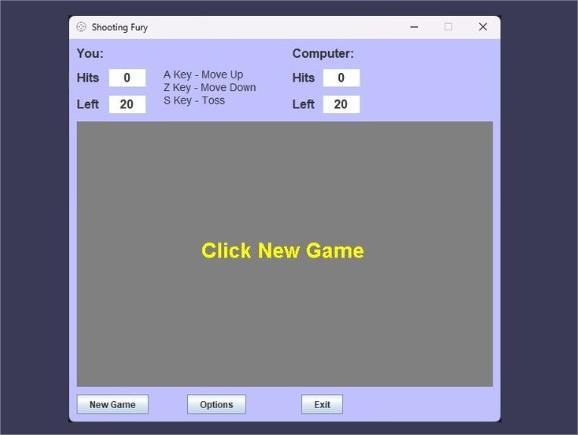 Shooting Fury
You: Computer:
Hits 0 A Key - Move Up Hits 0
Z Key - Move Down
Left 20 S Key - Toss Left 20
Click New Game
New Game Options Exit